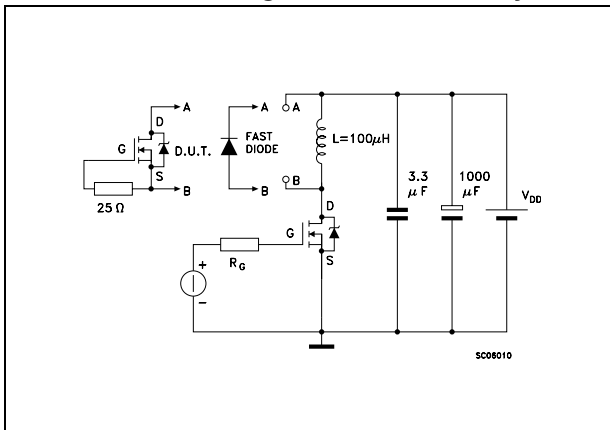 A
A
A
D
G
D.U.T.
FAST
DIODE
L=100μH
S
B
B
B
25 Ω
D
3.3
μF
1000
μF
V_DD
G
S
R_G
+
-
SC06010